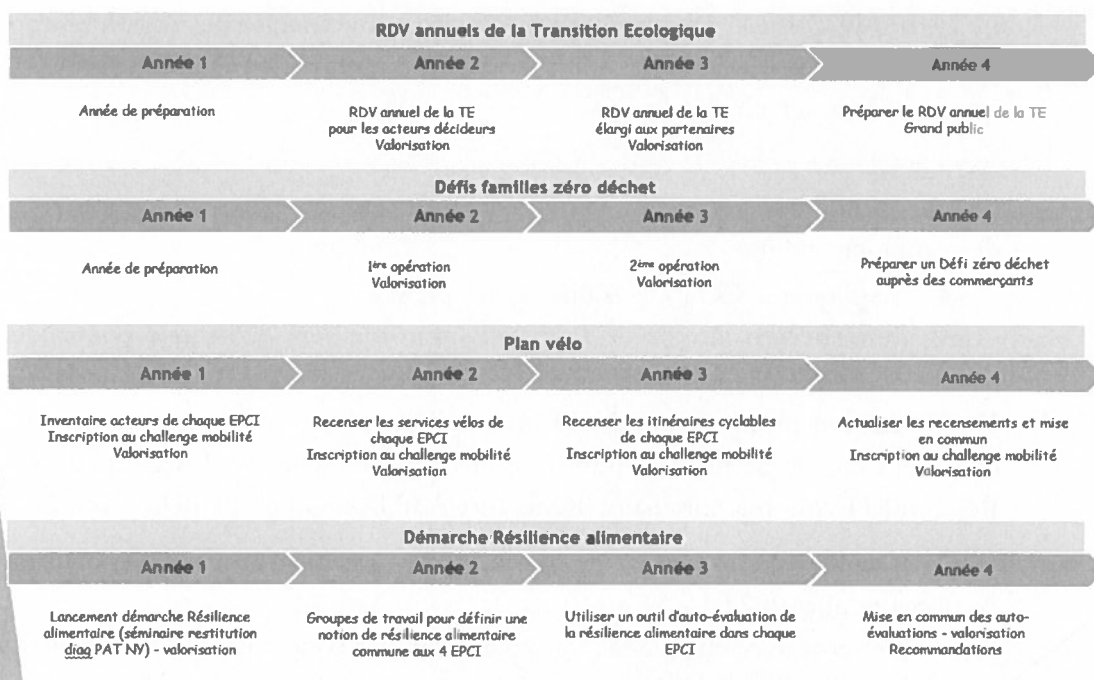 RDV annuels de la Transition Ecologique
Année 1
Année 2
Année 3
Année 4
Année de préparation
RDV annuel de la TE
pour les acteurs décideurs
Valorisation
RDV annuel de la TE
élargi aux partenaires
Valorisation
Préparer le RDV annuel de la TE
Grand public
Défis familles zéro déchet
Année 1
Année 2
Année 3
Année 4
Année de préparation
1ère opération
Valorisation
2ème opération
Valorisation
Préparer un Défi zéro déchet
auprès des commerçants
Plan vélo
Année 1
Année 2
Année 3
Année 4
Inventaire acteurs de chaque EPCI
Inscription au challenge mobilité
Valorisation
Recenser les services vélos de
chaque EPCI
Inscription au challenge mobilité
Valorisation
Recenser les itinéraires cyclables
de chaque EPCI
Inscription au challenge mobilité
Valorisation
Actualiser les recensements et mise
en commun
Inscription au challenge mobilité
Valorisation
Démarche Résilience alimentaire
Année 1
Année 2
Année 3
Année 4
Lancement démarche Résilience
alimentaire (séminaire restitution
diag PAT NY) - valorisation
Groupes de travail pour définir une
notion de résilience alimentaire
commune aux 4 EPCI
Utiliser un outil d'auto-évaluation de
la résilience alimentaire dans chaque
EPCI
Mise en commun des auto-
évaluations - valorisation
Recommandations